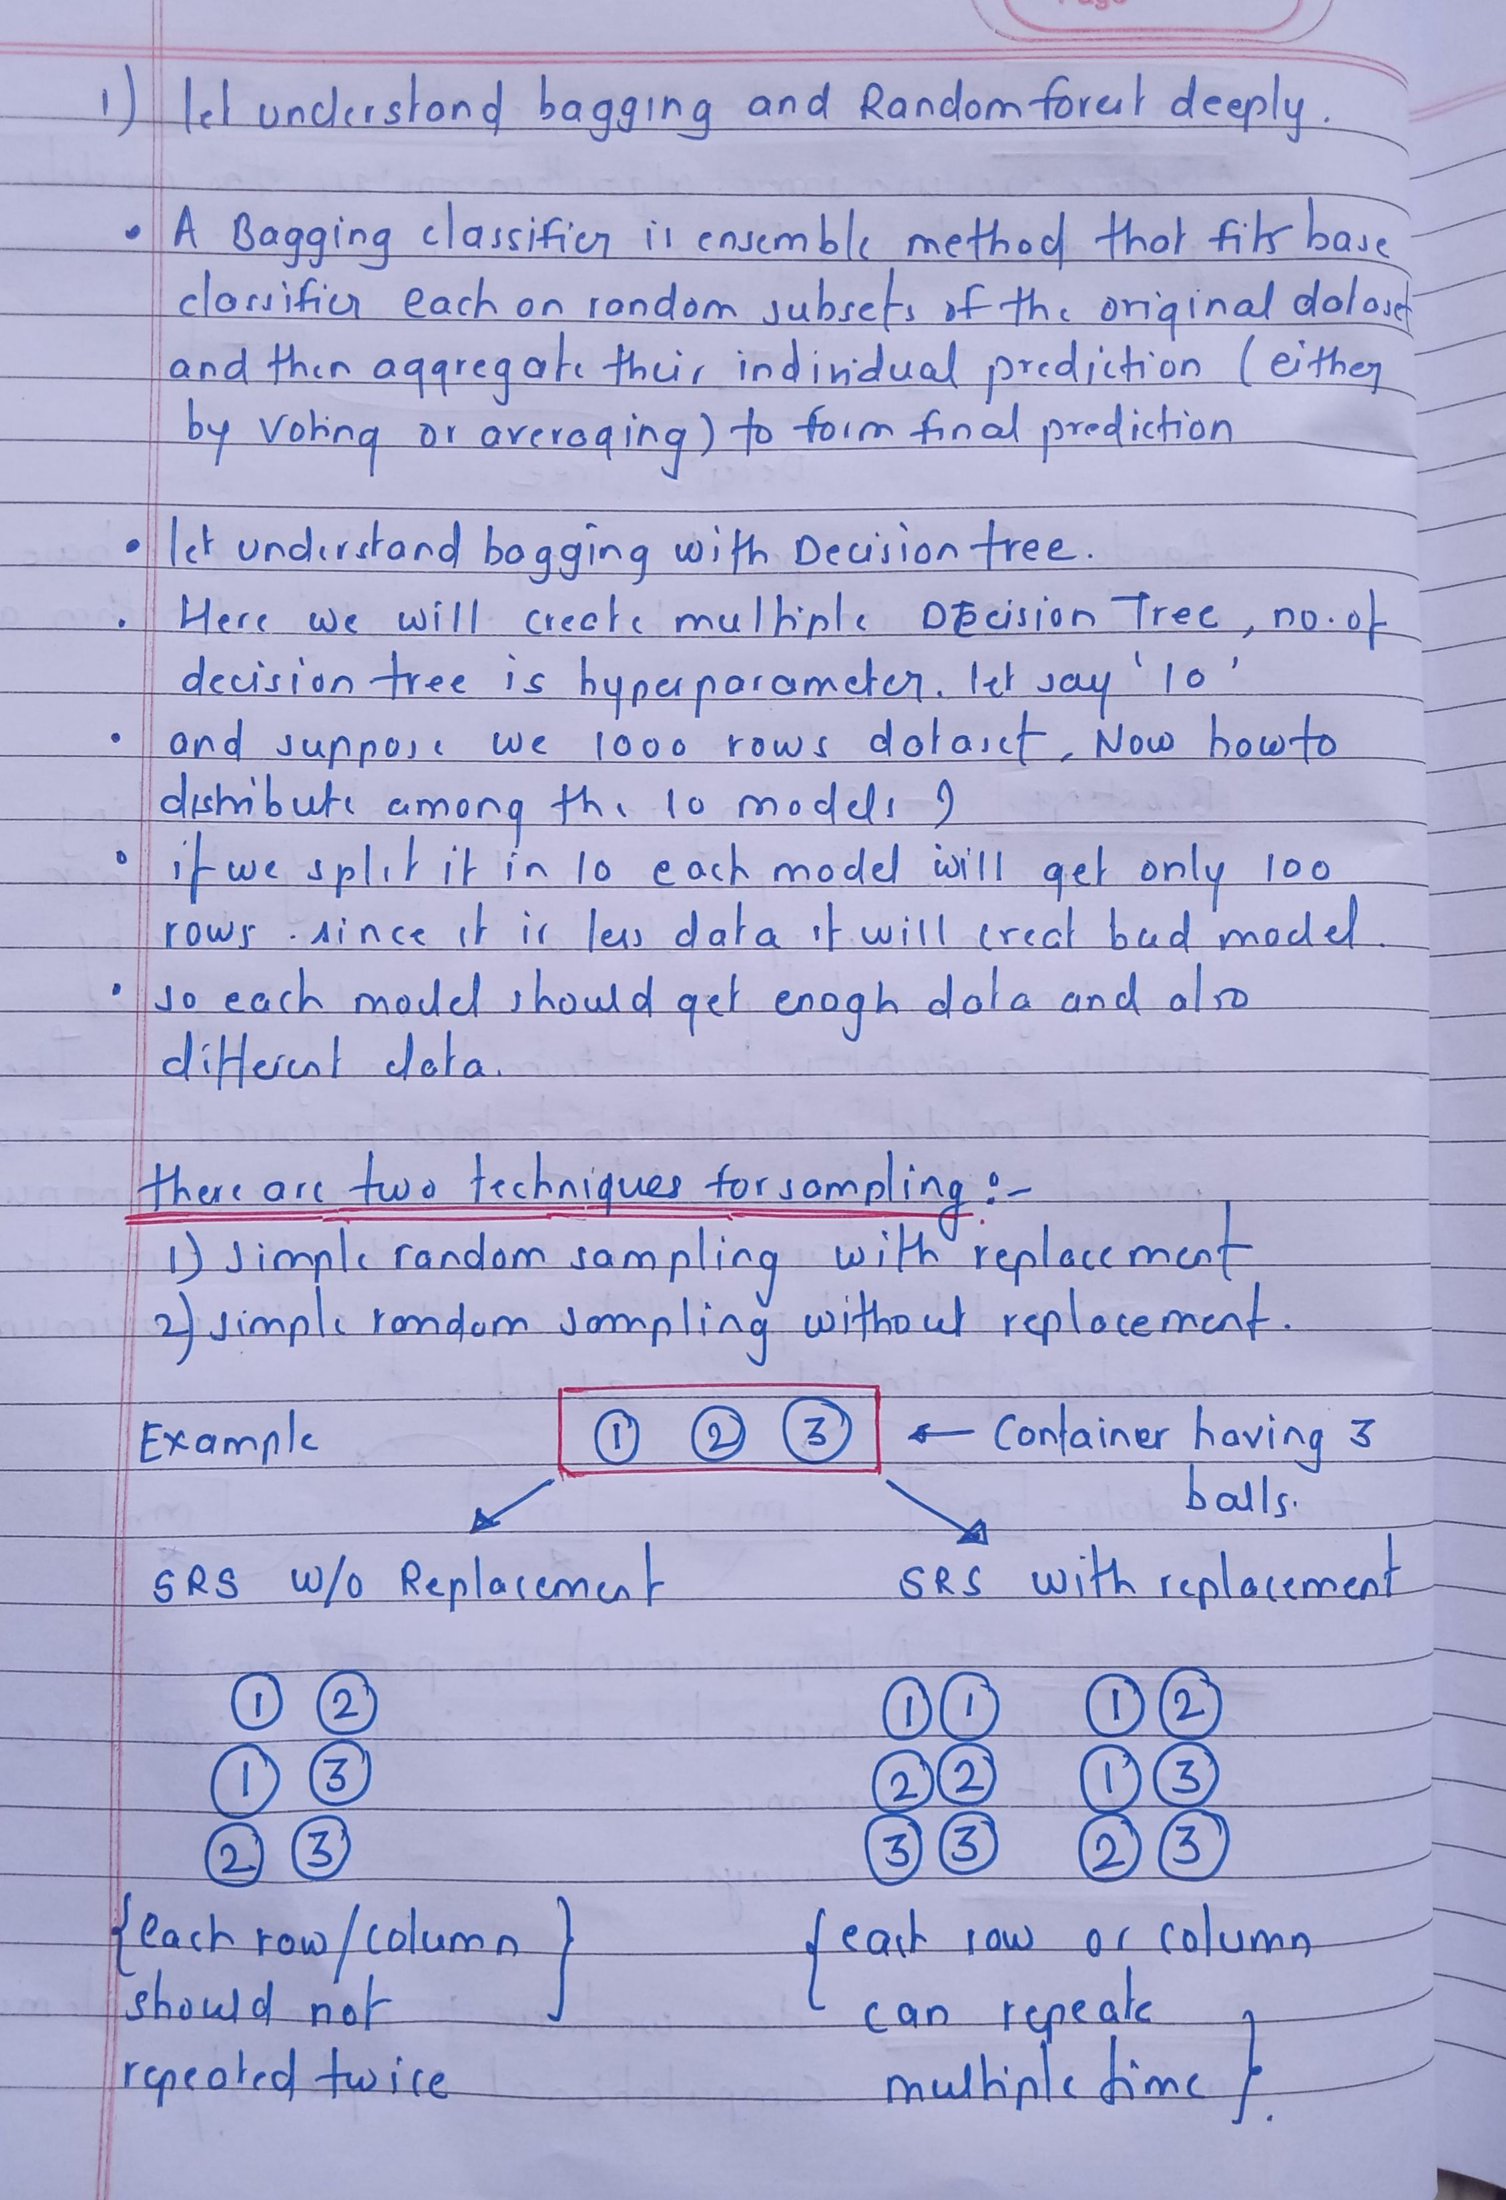 Page
1) let understand bagging and Random forest deeply.
• A Bagging classifier is ensemble method that fits base
classifier each on random subsets of the original dataset
and then aggregate their individual prediction (either
by Voting or averaging) to form final prediction
• let understand bagging with Decision tree.
• Here we will create multiple Decision Tree, no. of
decision tree is hyperparameter. let say '10'
• and suppose we 1000 rows dataset, Now how to
distribute among the 10 models ?
• if we split it in 10 each model will get only 100
rows. since it is less data it will creat bad model.
• so each model should get enogh data and also
different data.
there are two techniques for sampling :-
1) simple random sampling with replacement
2) simple random sampling without replacement.
Example 1 2 3 ← Container having 3
balls.
SRS w/o Replacement SRS with replacement
1 2 1 1 1 2
1 3 2 2 1 3
2 3 3 3 2 3
{each row/column } { each row or column
should not can repeate
repeated twice multiple time }.